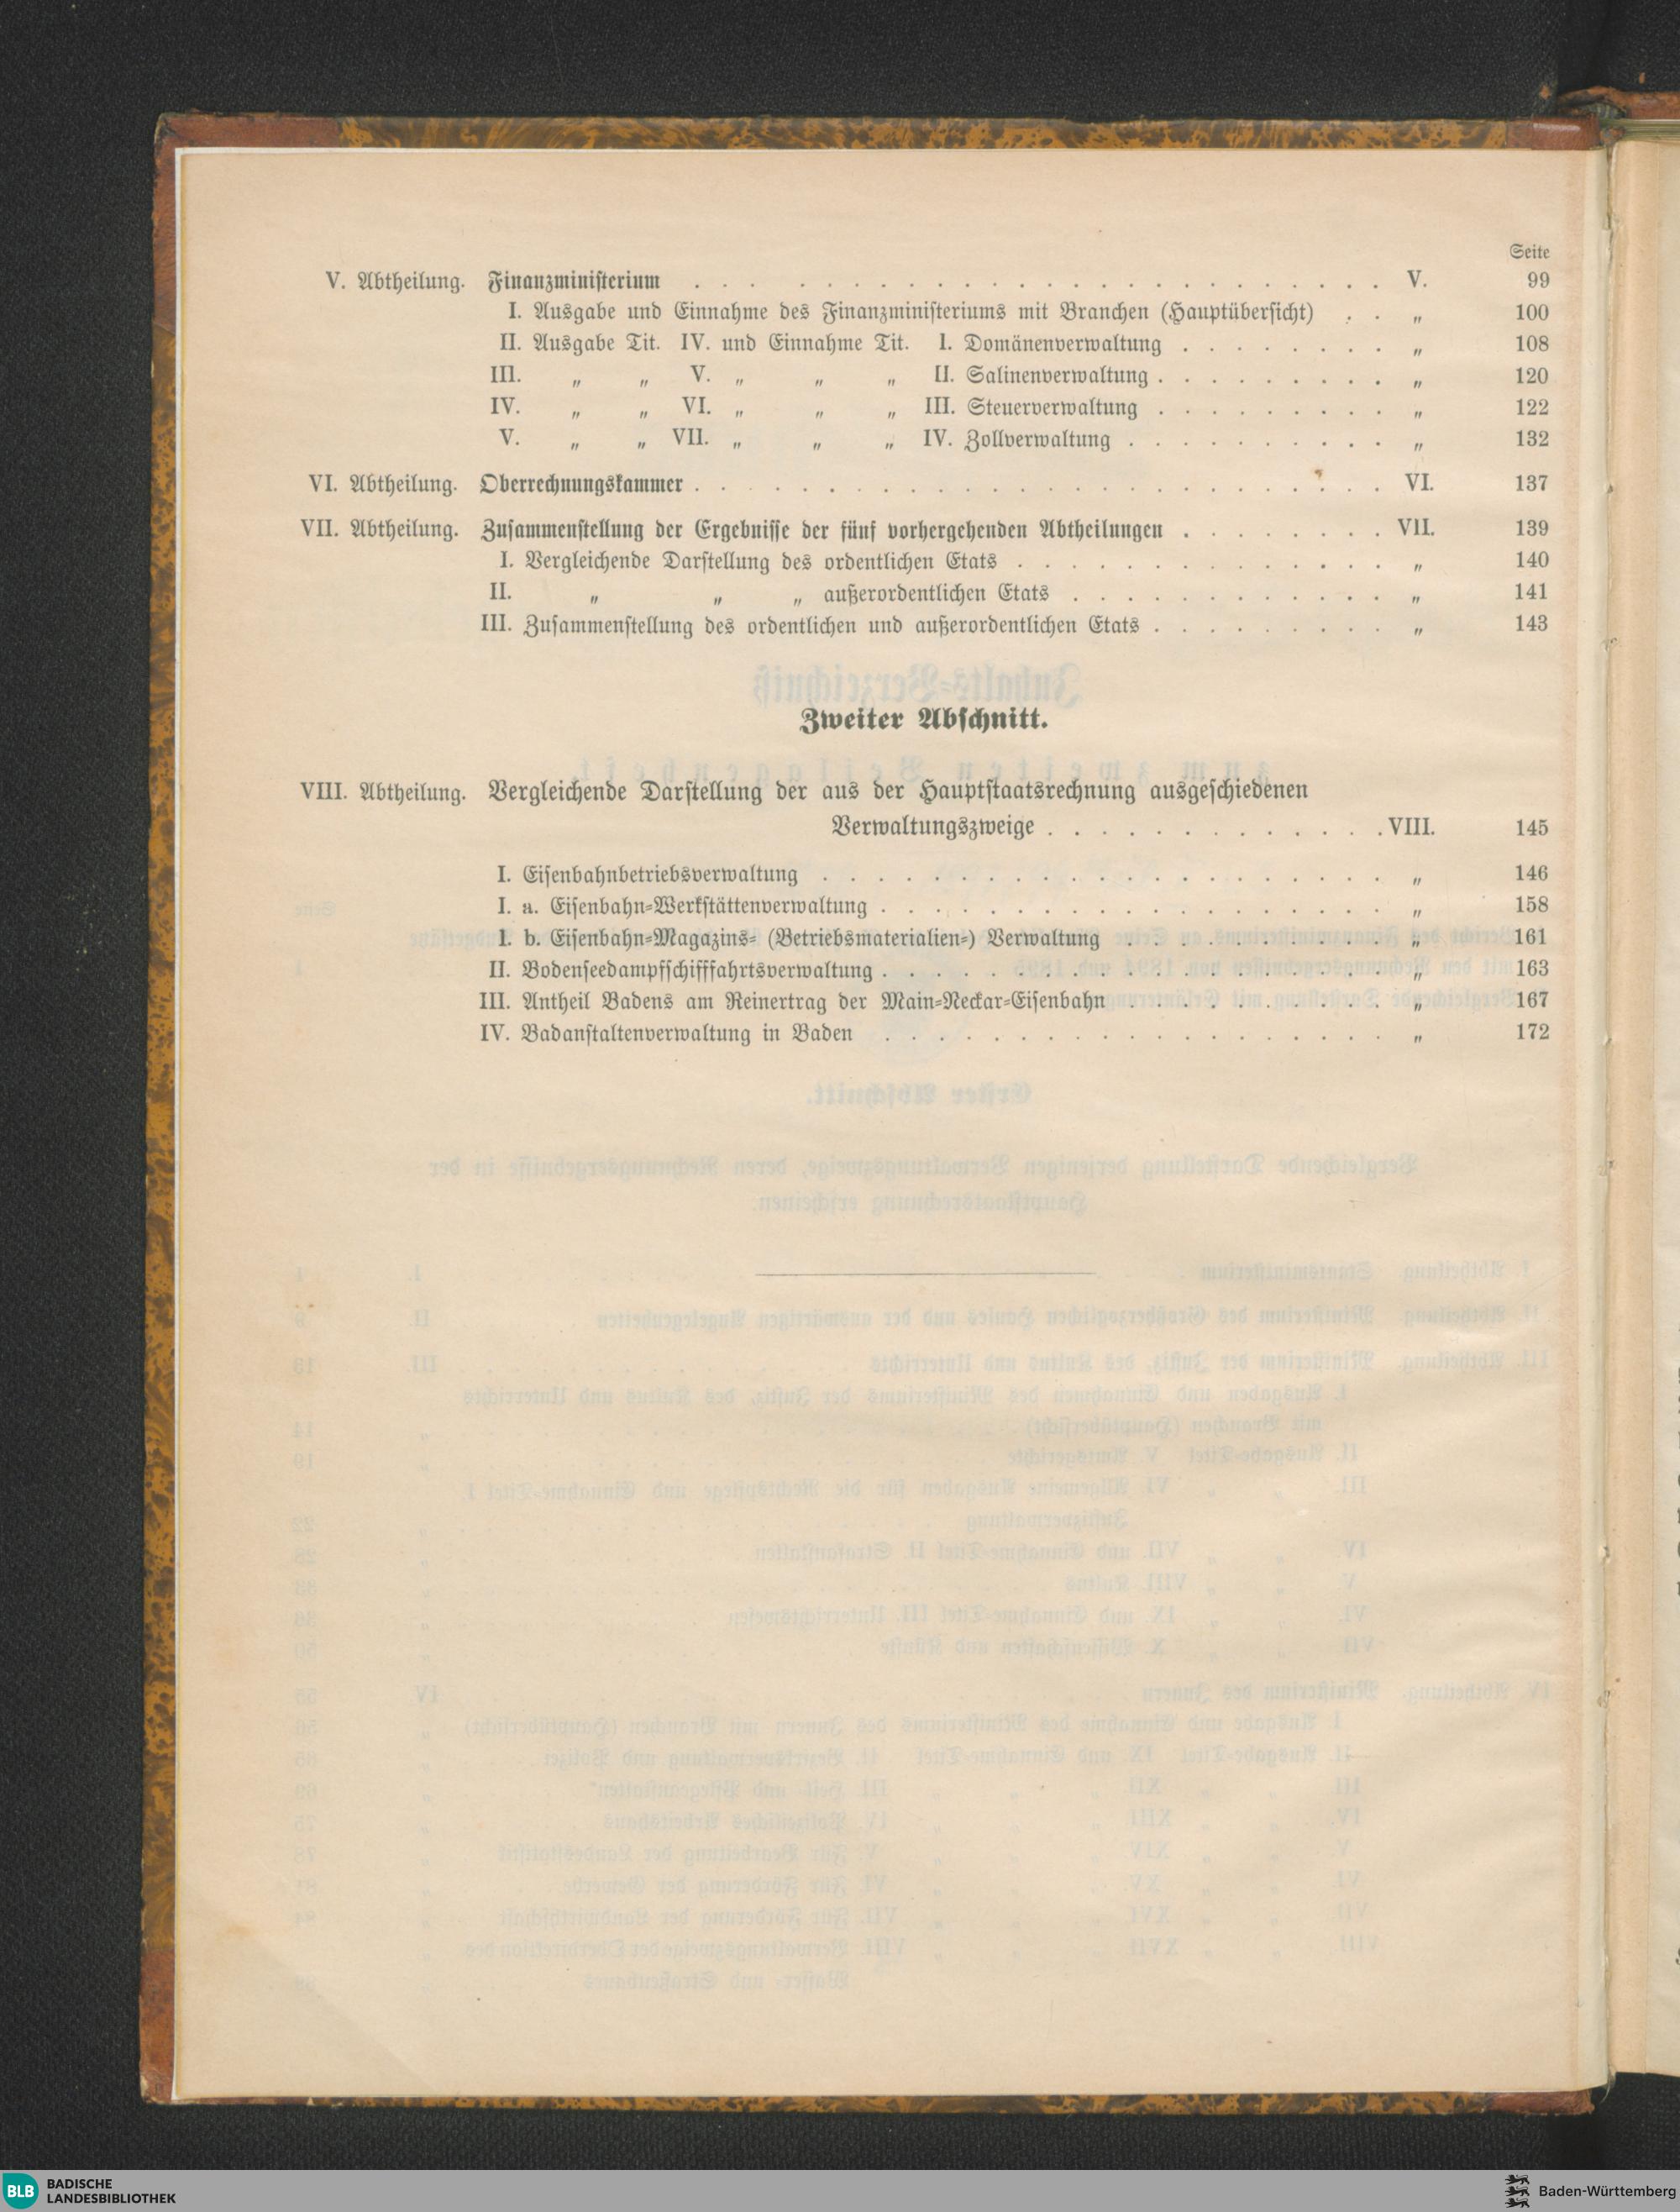 Seite
V. Abtheilung. Finanzministerium . . . . . . . . . . . . . . . . . . . . . . . . V. 99
I. Ausgabe und Einnahme des Finanzministeriums mit Branchen (Hauptübersicht) . . „ 100
II. Ausgabe Tit. IV. und Einnahme Tit. I. Domänenverwaltung . . . . . . . . „ 108
III. „ „ V. „ „ „ II. Salinenverwaltung . . . . . . . . . „ 120
IV. „ „ VI. „ „ „ III. Steuerverwaltung . . . . . . . . . „ 122
V. „ „ VII. „ „ „ IV. Zollverwaltung . . . . . . . . . . „ 132
VI. Abtheilung. Oberrechnungskammer . . . . . . . . . . . . . . . . . . . . . . . . . . VI. 137
VII. Abtheilung. Zusammenstellung der Ergebnisse der fünf vorhergehenden Abtheilungen . . . . . . . . VII. 139
I. Vergleichende Darstellung des ordentlichen Etats . . . . . . . . . . . . . . „ 140
II. „ „ „ außerordentlichen Etats . . . . . . . . . . . . „ 141
III. Zusammenstellung des ordentlichen und außerordentlichen Etats . . . . . . . . . „ 143
Zweiter Abschnitt.
VIII. Abtheilung. Vergleichende Darstellung der aus der Hauptstaatsrechnung ausgeschiedenen
Verwaltungszweige . . . . . . . . . . . . . VIII. 145
I. Eisenbahnbetriebsverwaltung . . . . . . . . . . . . . . . . . . . . . „ 146
I. a. Eisenbahn-Werkstättenverwaltung . . . . . . . . . . . . . . . . . . . „ 158
I. b. Eisenbahn-Magazins- (Betriebsmaterialien-) Verwaltung . . . . . . . . . . „ 161
II. Bodenseedampfschifffahrtsverwaltung . . . . . . . . . . . . . . . . . . . „ 163
III. Antheil Badens am Reinertrag der Main-Neckar-Eisenbahn . . . . . . . . . . „ 167
IV. Badanstaltenverwaltung in Baden . . . . . . . . . . . . . . . . . . . „ 172
BLB BADISCHE
LANDESBIBLIOTHEK
Baden-Württemberg